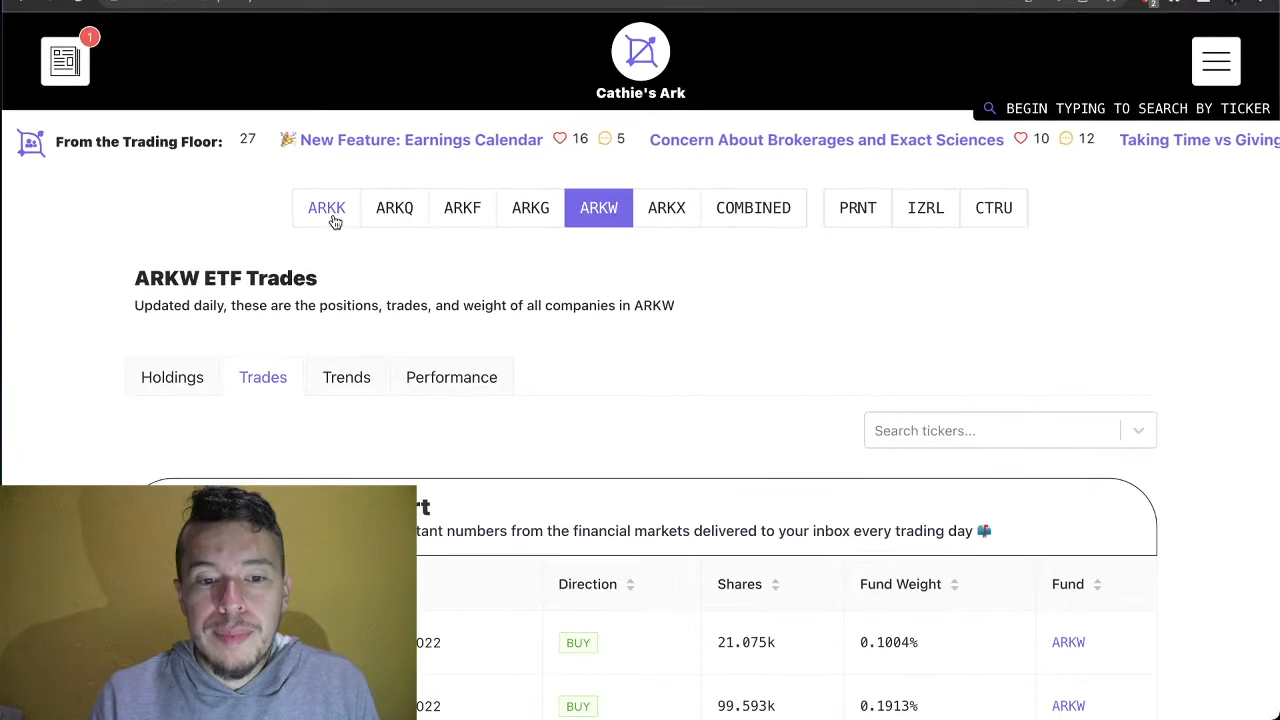 1
Cathie's Ark
BEGIN TYPING TO SEARCH BY TICKER
From the Trading Floor:
27
🎉 New Feature: Earnings Calendar 16 5
Concern About Brokerages and Exact Sciences 10 12
Taking Time vs Giving
ARKK ARKQ ARKF ARKG ARKW ARKX COMBINED PRNT IZRL CTRU
ARKW ETF Trades
Updated daily, these are the positions, trades, and weight of all companies in ARKW
Holdings Trades Trends Performance
Search tickers...
numbers from the financial markets delivered to your inbox every trading day 📫
Direction Shares Fund Weight Fund
BUY 21.075k 0.1004% ARKW
BUY 99.593k 0.1913% ARKW